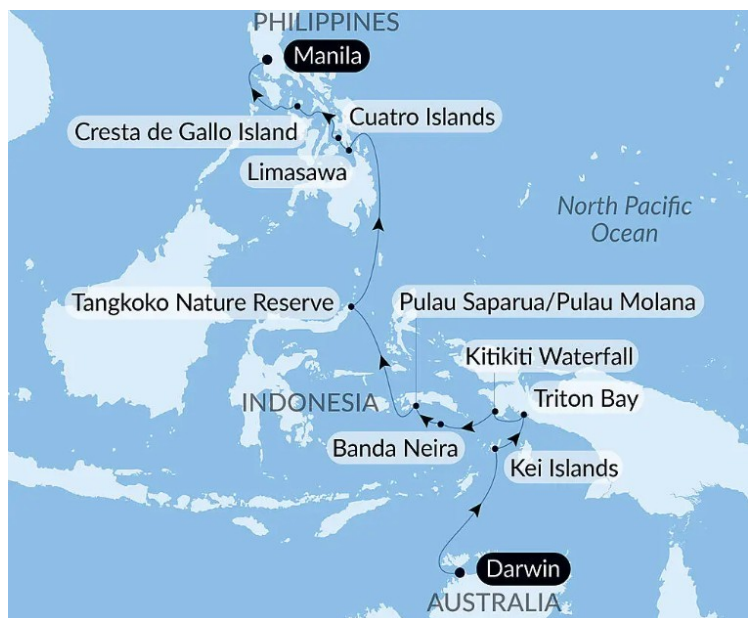 PHILIPPINES
Manila
Cuatro Islands
Cresta de Gallo Island
Limasawa
North Pacific
Ocean
Tangkoko Nature Reserve
Pulau Saparua/Pulau Molana
Kitikiti Waterfall
INDONESIA
Triton Bay
Banda Neira
Kei Islands
Darwin
AUSTRALIA